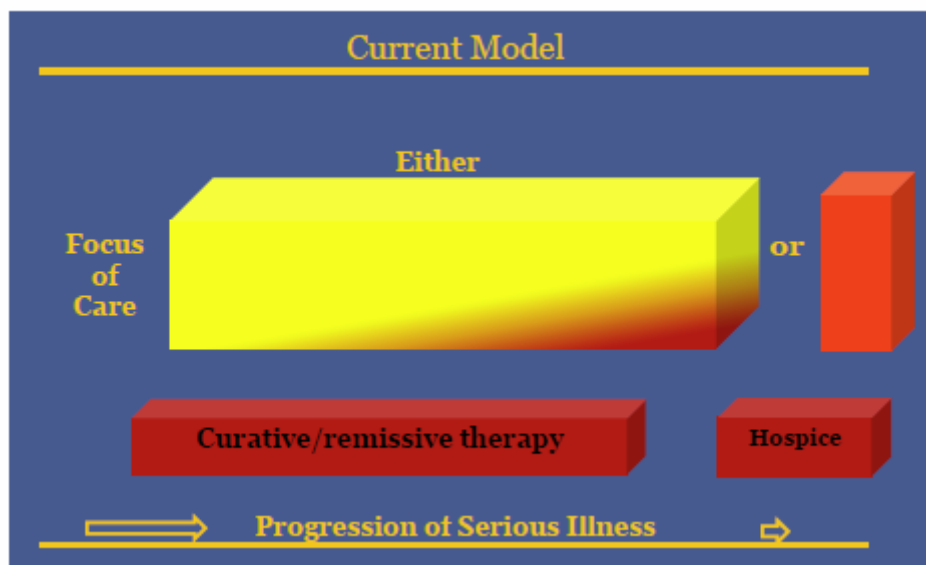 Current Model
Either
Focus
of
Care
or
Curative/remissive therapy
Hospice
Progression of Serious Illness